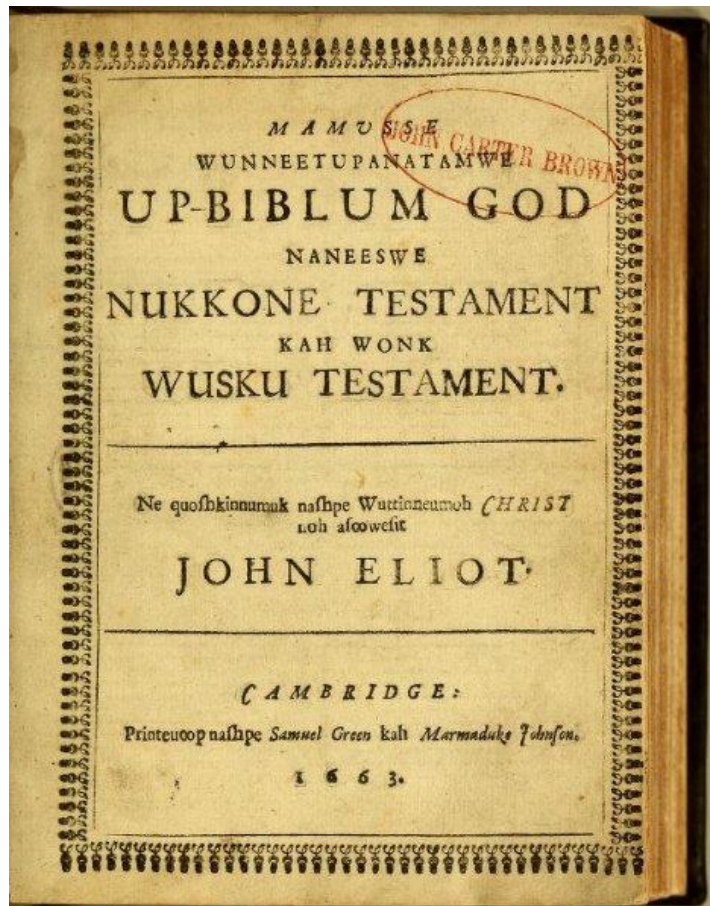 MAMUSSE
WUNNEETUPANATAMWE
UP-BIBLUM GOD
NANEESWE
NUKKONE TESTAMENT
KAH WONK
WUSKU TESTAMENT.
Ne quoſhkinnumuk naſhpe Wuttinneumoh CHRIST
noh aſoowefit
JOHN ELIOT.
CAMBRIDGE:
Printeuoop naſhpe Samuel Green kah Marmaduke Johnſon.
1663.
JOHN CARTER BROWN